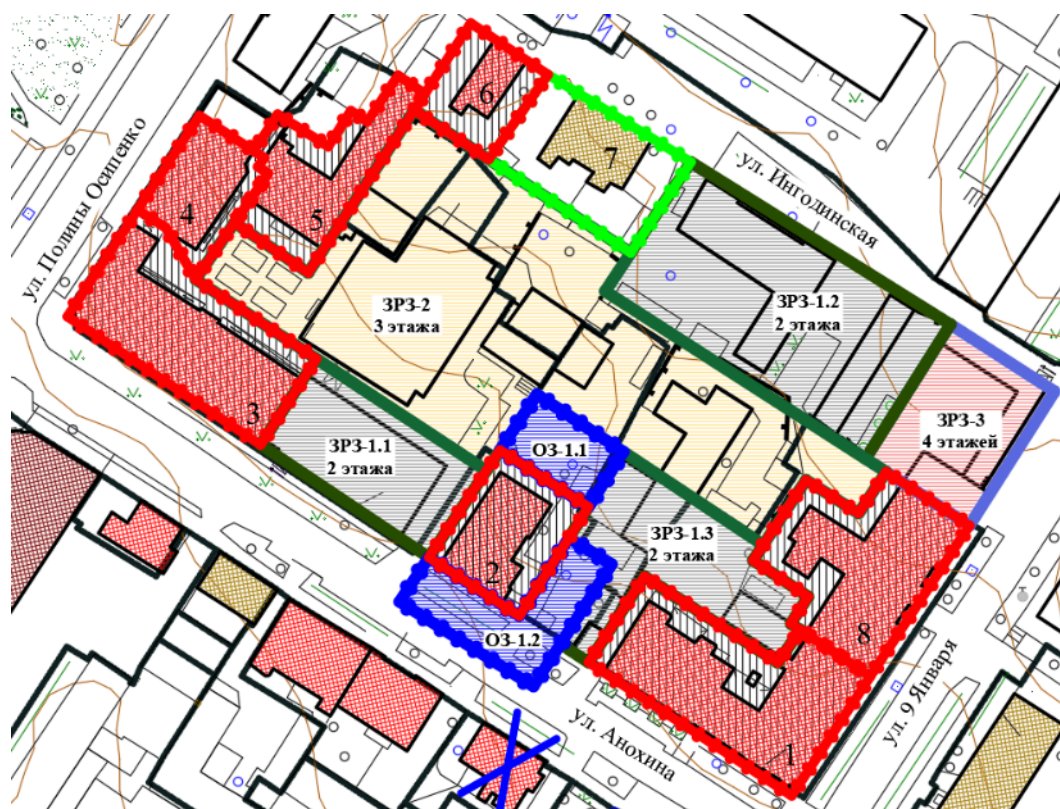 6
7
ул. Ингодинская
ул. Полины Осипенко
4
5
ЗРЗ-2
3 этажа
ЗРЗ-1.2
2 этажа
3
ЗРЗ-3
4 этажей
ЗРЗ-1.1
2 этажа
ОЗ-1.1
ЗРЗ-1.3
2 этажа
2
8
ОЗ-1.2
ул. 9 Января
ул. Анохина
1